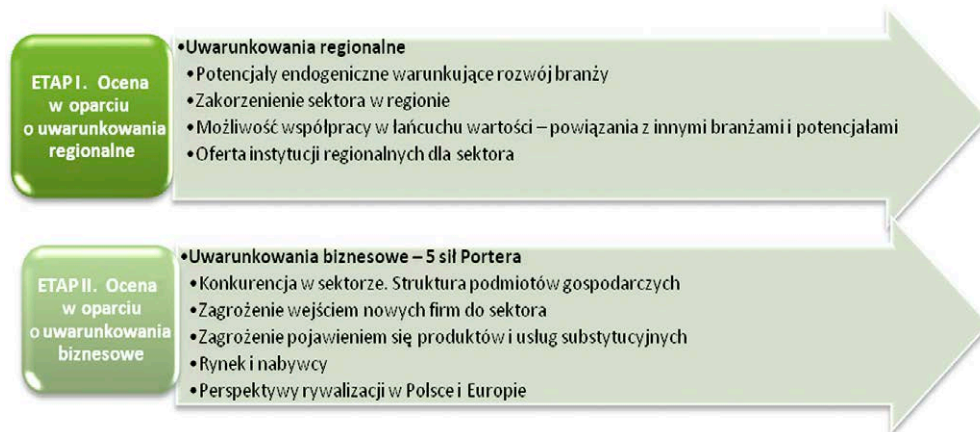 ETAP I. Ocena
w oparciu
o uwarunkowania
regionalne
•Uwarunkowania regionalne
•Potencjały endogeniczne warunkujące rozwój branży
•Zakorzenienie sektora w regionie
•Możliwość współpracy w łańcuchu wartości – powiązania z innymi branżami i potencjałami
•Oferta instytucji regionalnych dla sektora
ETAP II. Ocena
w oparciu
o uwarunkowania
biznesowe
•Uwarunkowania biznesowe – 5 sił Portera
•Konkurencja w sektorze. Struktura podmiotów gospodarczych
•Zagrożenie wejściem nowych firm do sektora
•Zagrożenie pojawieniem się produktów i usług substytucyjnych
•Rynek i nabywcy
•Perspektywy rywalizacji w Polsce i Europie